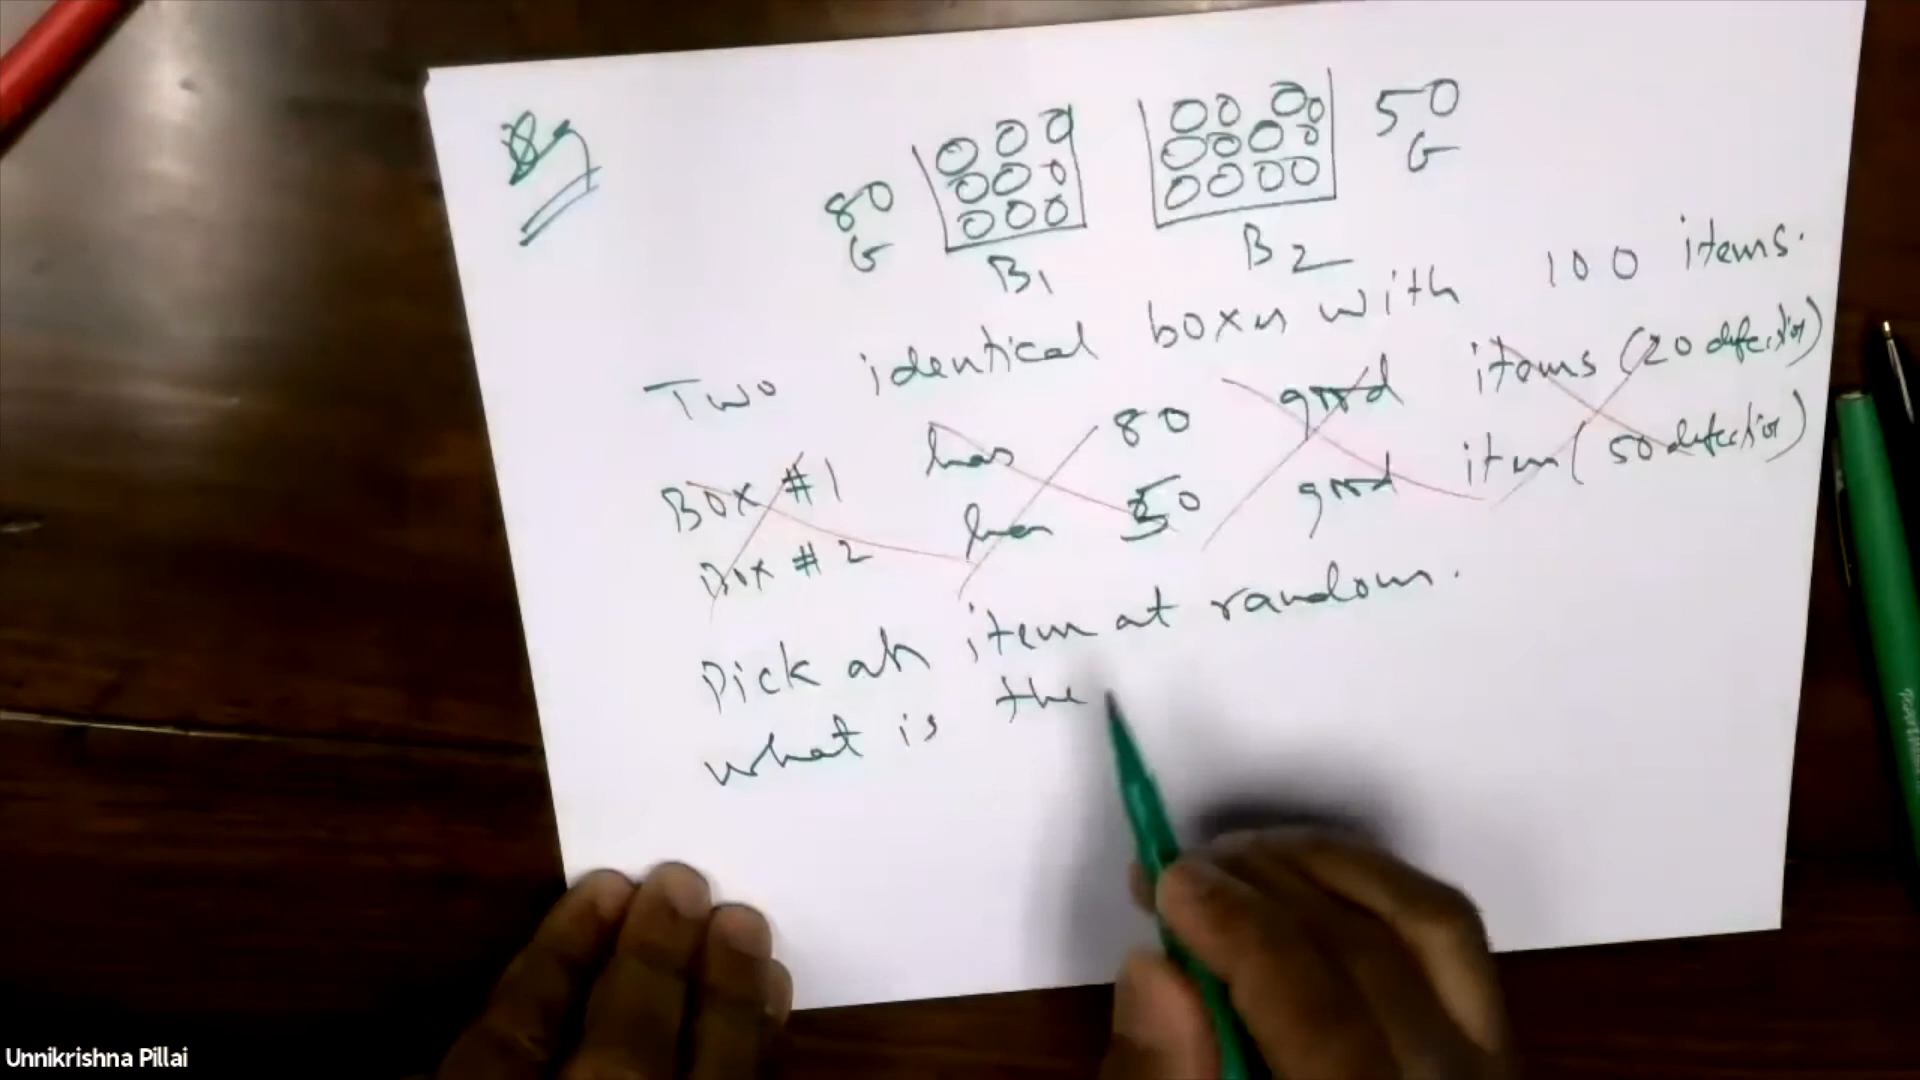 Eg
80
G
B1
B2
50
G
Two identical boxes with 100 items.
Box #1 has 80 good items (20 defective)
Box #2 has 50 good item (50 defective)
Pick an item at random.
what is the
Unnikrishna Pillai